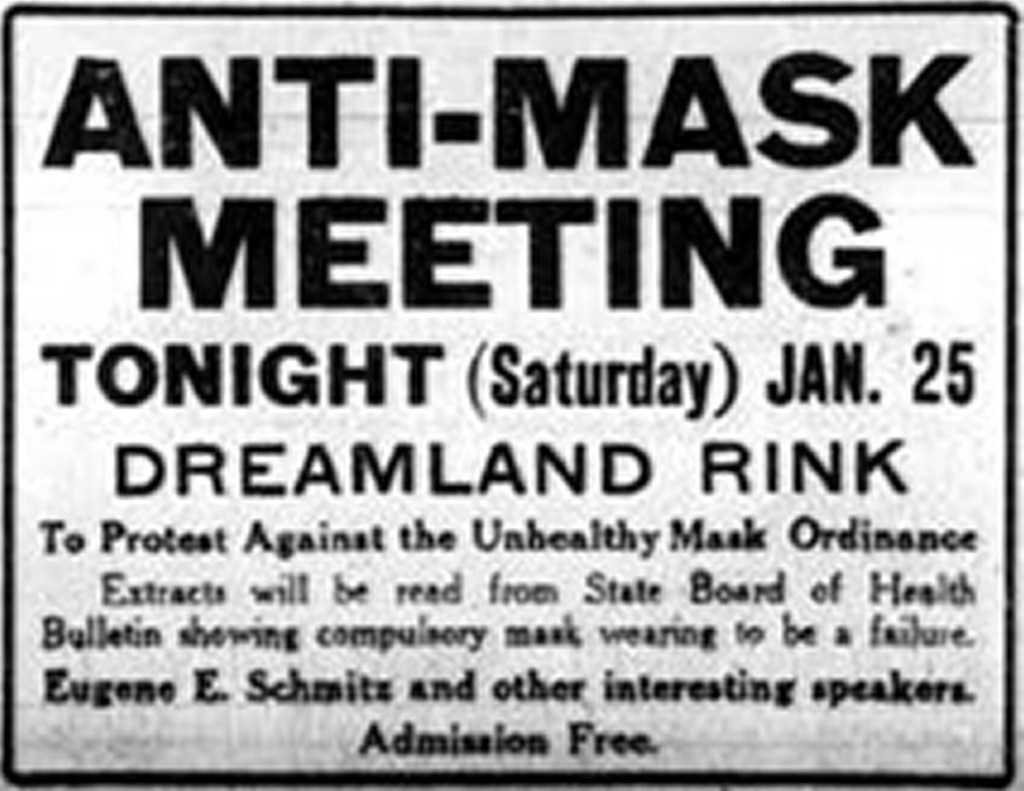 ANTI-MASK
MEETING
TONIGHT (Saturday) JAN. 25
DREAMLAND RINK
To Protest Against the Unhealthy Mask Ordinance
Extracts will be read from State Board of Health
Bulletin showing compulsory mask wearing to be a failure.
Eugene E. Schmitz and other interesting speakers.
Admission Free.